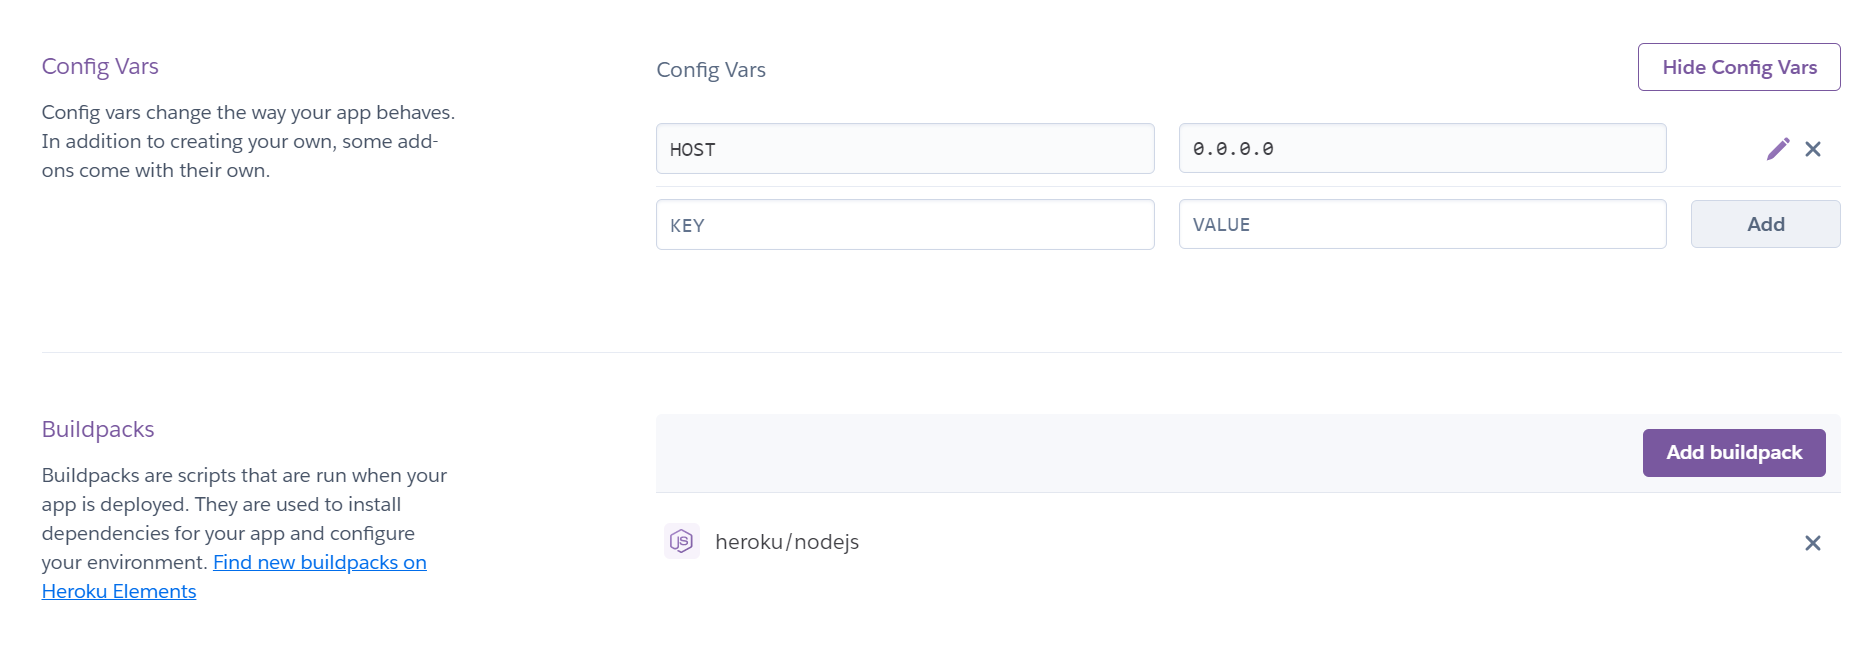 Config Vars
Config vars change the way your app behaves.
In addition to creating your own, some add-
ons come with their own.
Config Vars
Hide Config Vars
HOST
0.0.0.0
KEY
VALUE
Add
Buildpacks
Buildpacks are scripts that are run when your
app is deployed. They are used to install
dependencies for your app and configure
your environment. Find new buildpacks on
Heroku Elements
Add buildpack
JS
heroku/nodejs